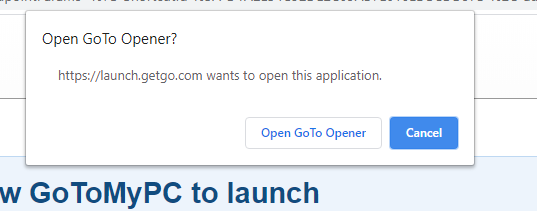 Open GoTo Opener?
https://launch.getgo.com wants to open this application.
Open GoTo Opener
Cancel
GoToMyPC to launch